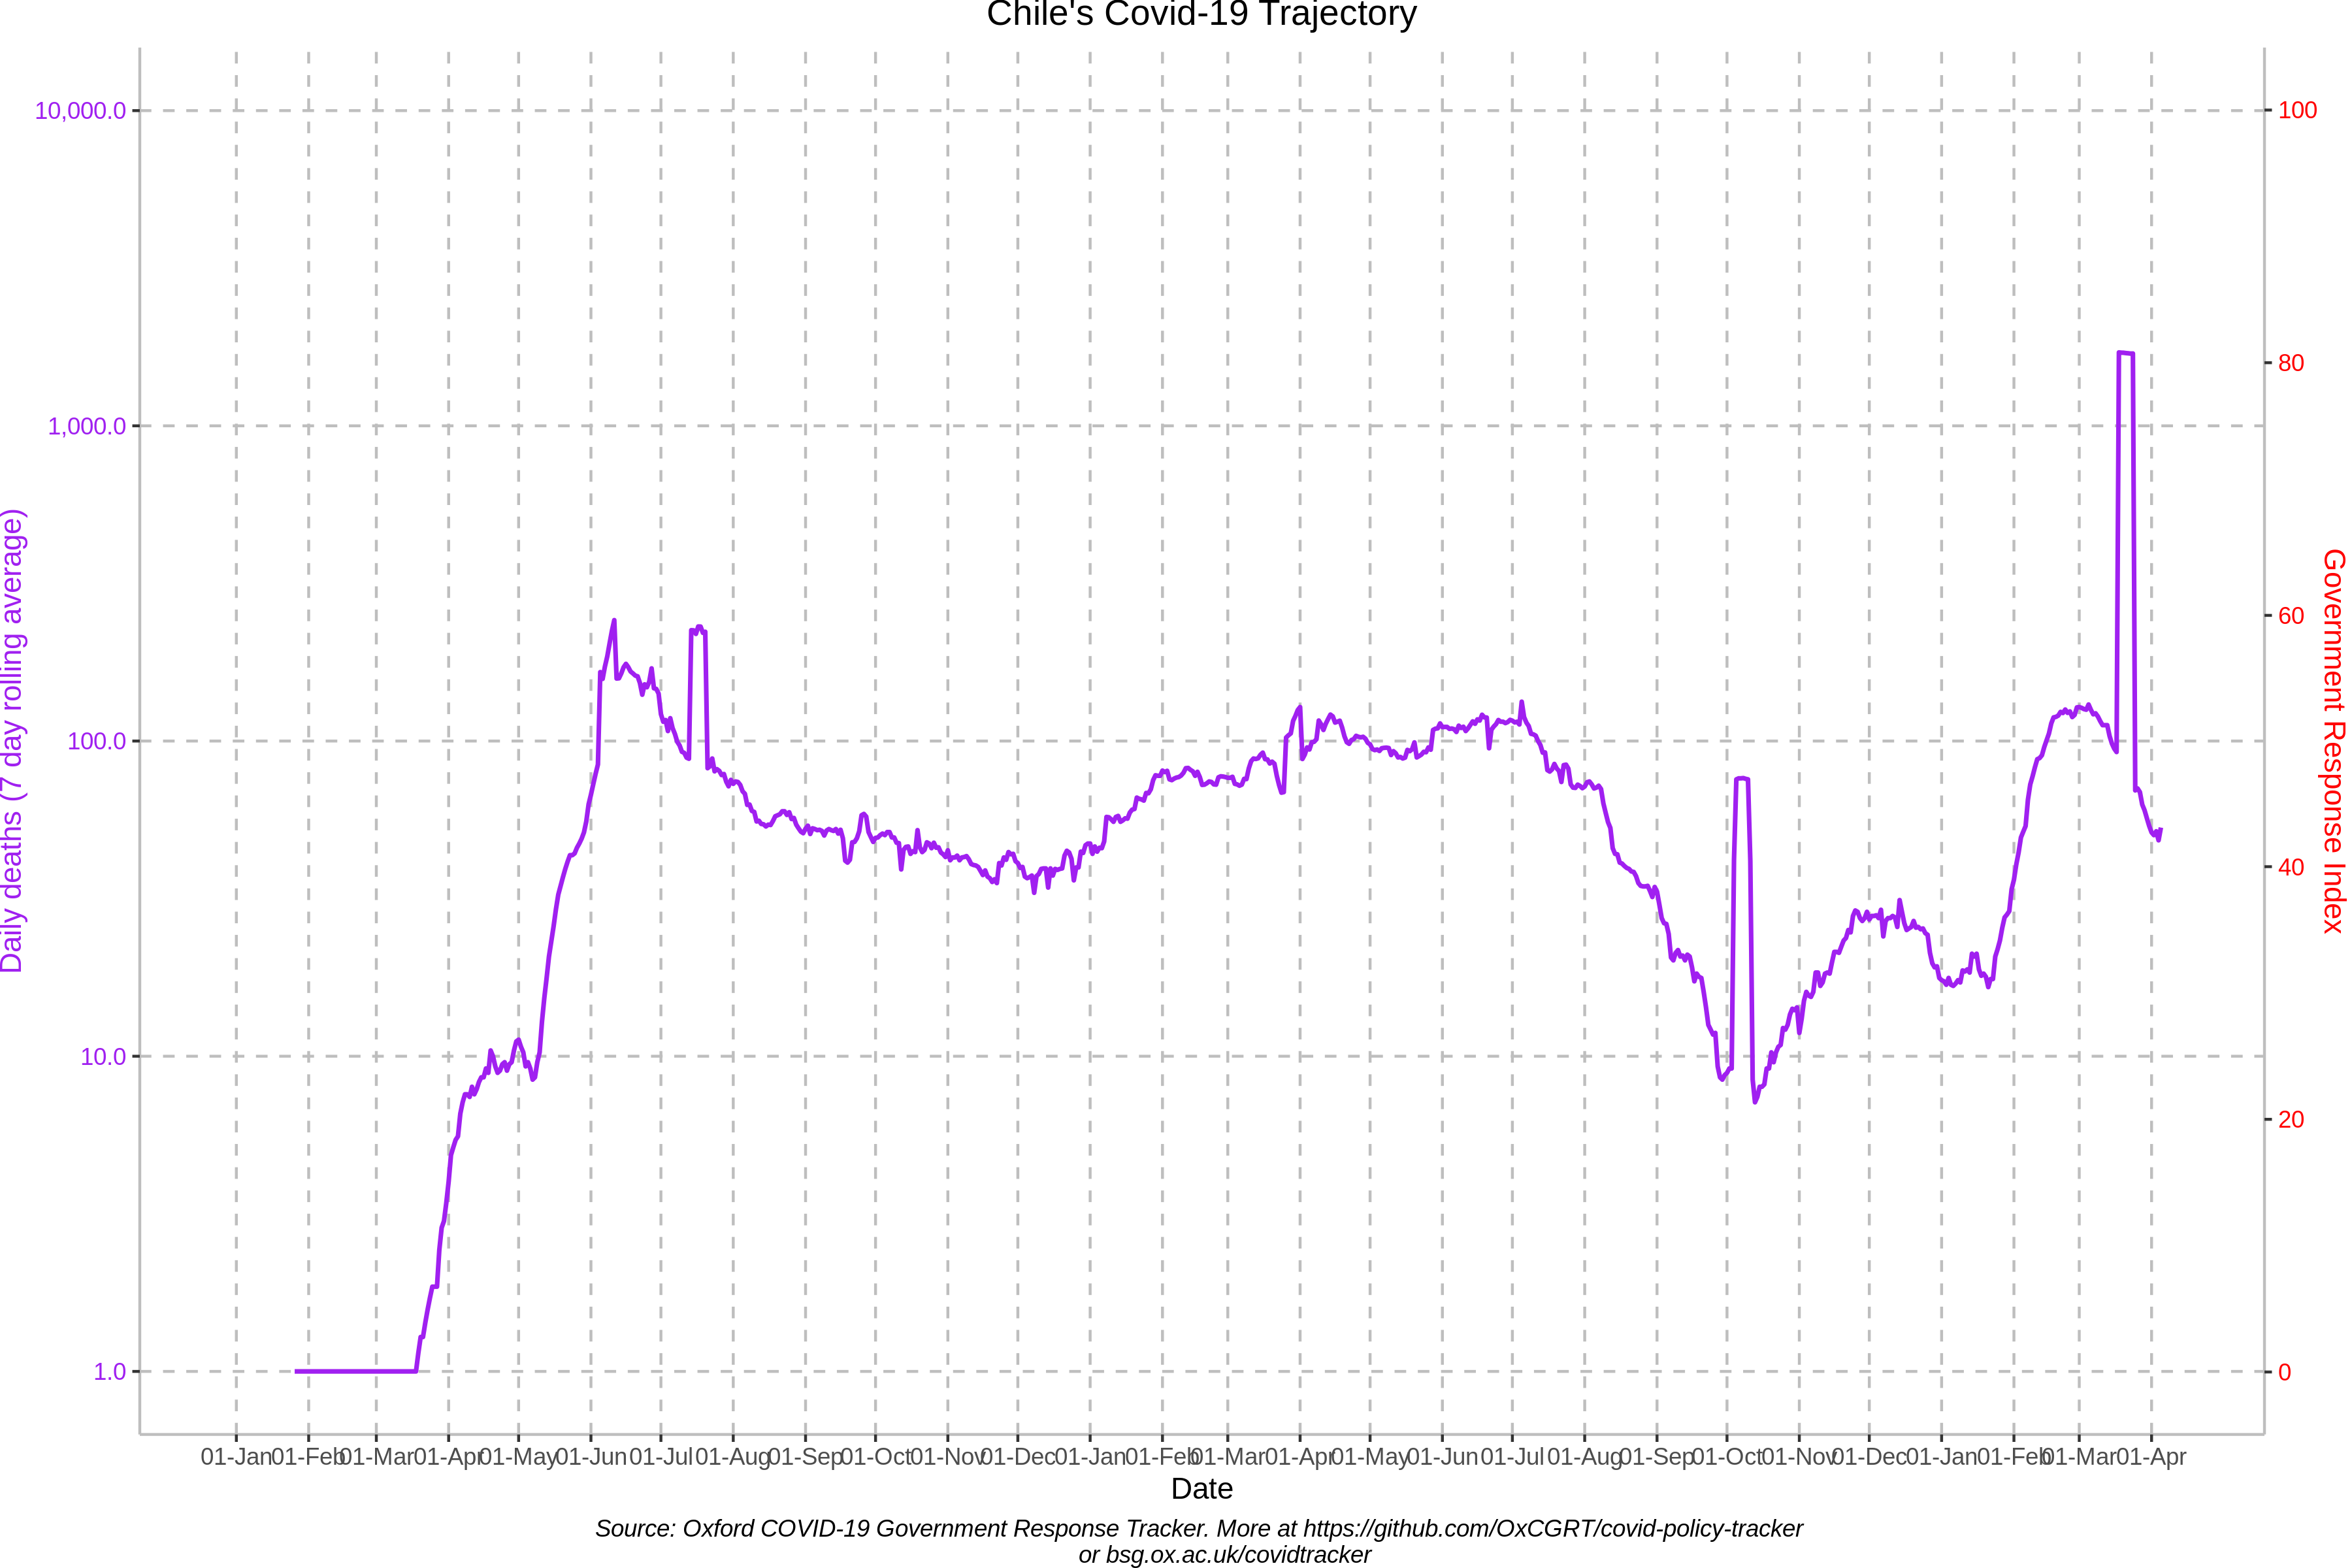 Chile's Covid-19 Trajectory
10,000.0
1,000.0
100.0
10.0
1.0
Daily deaths (7 day rolling average)
100
80
60
40
20
0
Government Response Index
01-Jan 01-Feb 01-Mar 01-Apr 01-May 01-Jun 01-Jul 01-Aug 01-Sep 01-Oct 01-Nov 01-Dec 01-Jan 01-Feb 01-Mar 01-Apr 01-May 01-Jun 01-Jul 01-Aug 01-Sep 01-Oct 01-Nov 01-Dec 01-Jan 01-Feb 01-Mar 01-Apr
Date
Source: Oxford COVID-19 Government Response Tracker. More at https://github.com/OxCGRT/covid-policy-tracker
or bsg.ox.ac.uk/covidtracker